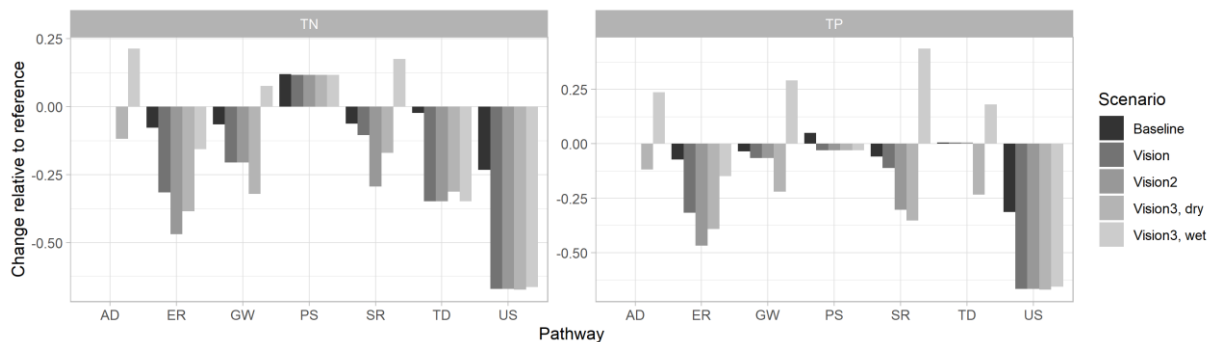 TN
TP
Change relative to reference
0.25
0.00
-0.25
-0.50
0.25
0.00
-0.25
-0.50
AD ER GW PS SR TD US
AD ER GW PS SR TD US
Pathway
Scenario
Baseline
Vision
Vision2
Vision3, dry
Vision3, wet